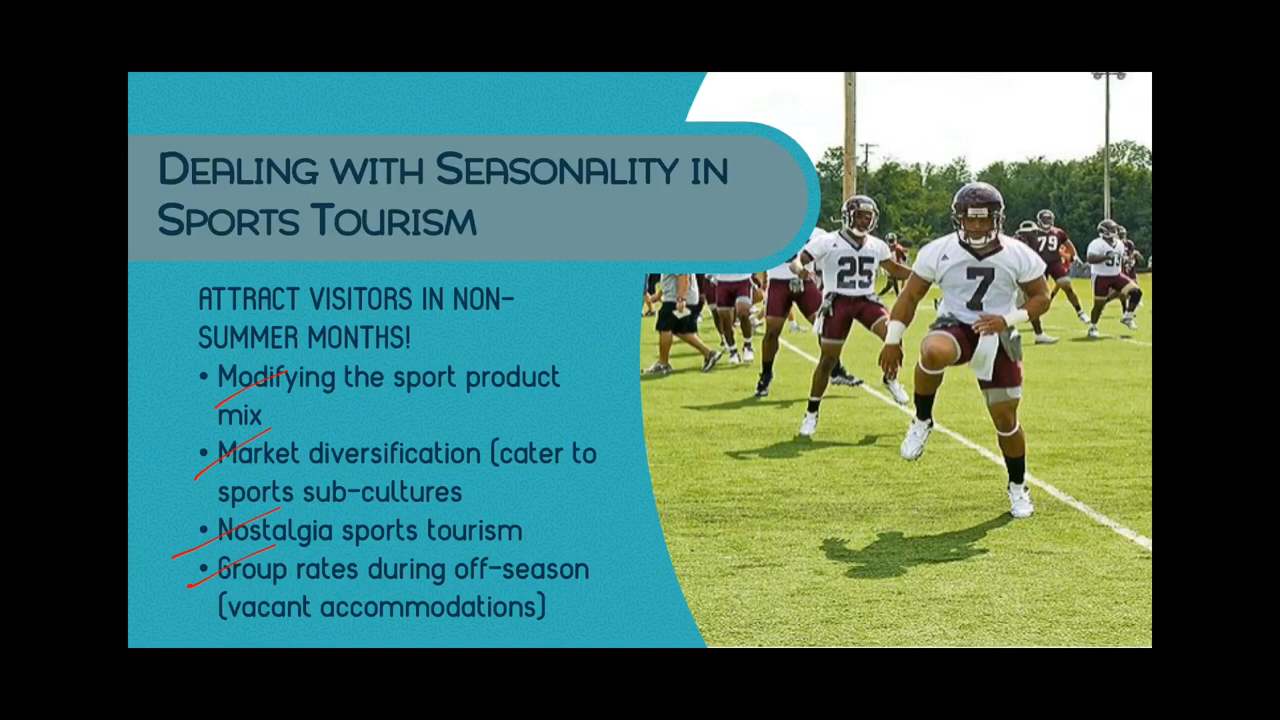 Dealing with Seasonality in
Sports Tourism
ATTRACT VISITORS IN NON-
SUMMER MONTHS!
• Modifying the sport product
mix
• Market diversification (cater to
sports sub-cultures
• Nostalgia sports tourism
• Group rates during off-season
(vacant accommodations)
25
7
79